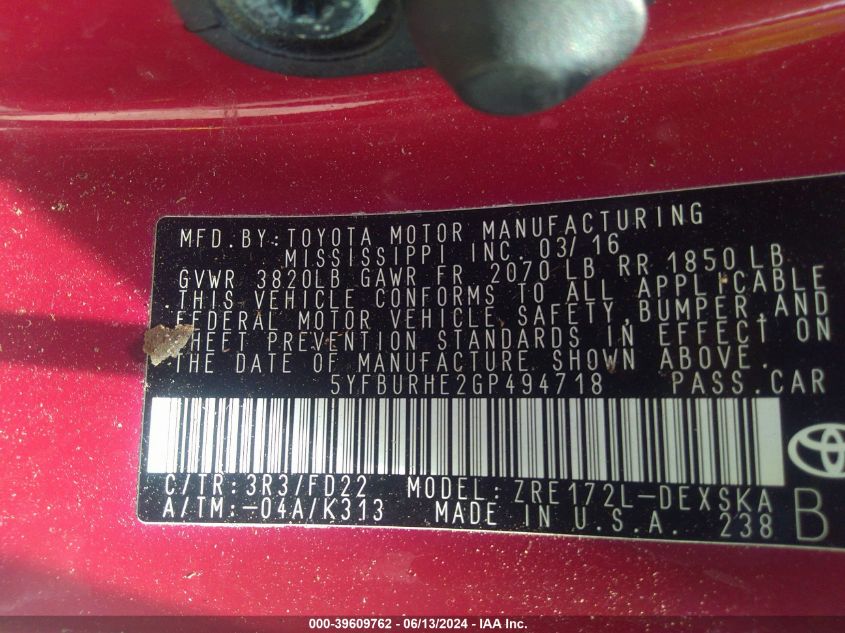 MFD.BY:TOYOTA MOTOR MANUFACTURING
MISSISSIPPI INC. 03/16
GVWR 3820LB GAWR FR 2070 LB RR 1850 LB
THIS VEHICLE CONFORMS TO ALL APPLICABLE
FEDERAL MOTOR VEHICLE SAFETY, BUMPER, AND
THEFT PREVENTION STANDARDS IN EFFECT ON
THE DATE OF MANUFACTURE SHOWN ABOVE.
5YFBURHE2GP494718 PASS.CAR
C/TR:3R3/FD22 MODEL:ZRE172L-DEXSKA
A/TM:-04A/K313 MADE IN U.S.A. 238 B
000-39609762 - 06/13/2024 - IAA Inc.